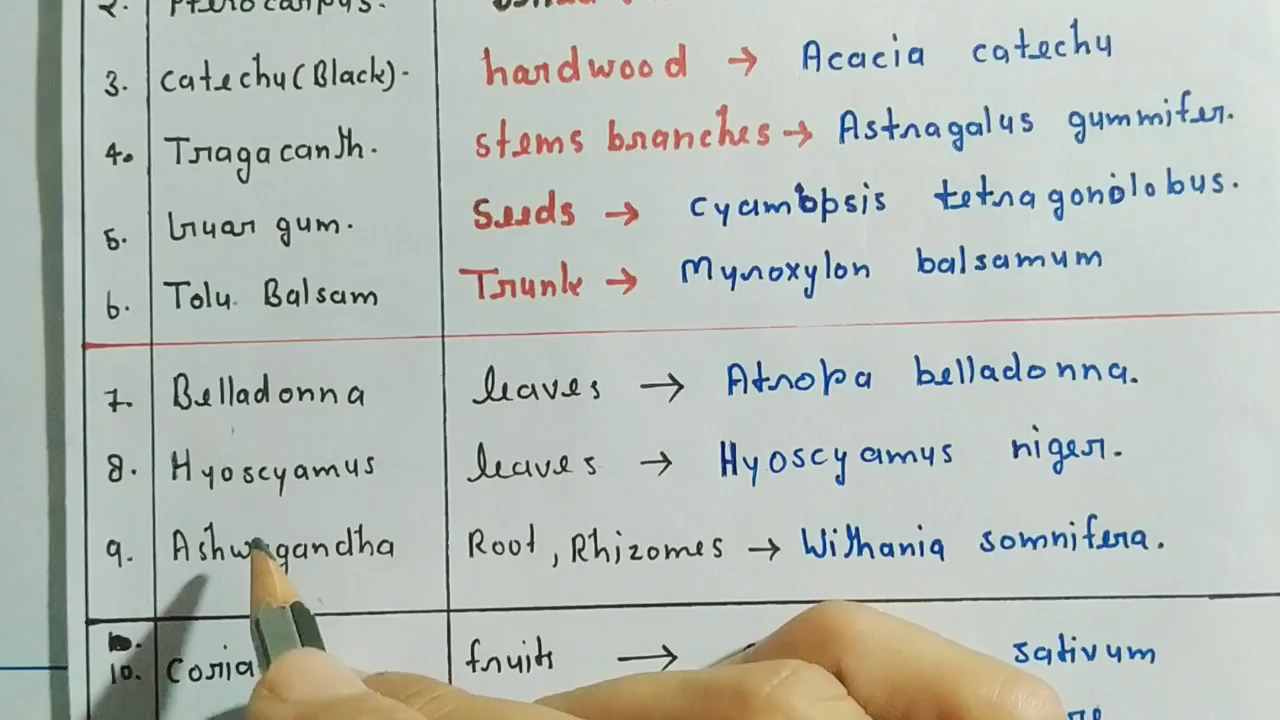 2. Pterocarpus.
3. Catechu (Black). hardwood → Acacia catechu
4. Tragacanth. stems branches → Astragalus gummifer.
5. Guar gum. Seeds → Cyamopsis tetragonolobus.
6. Tolu. Balsam Trunk → Myroxylon balsamum
7. Belladonna leaves → Atropa belladonna.
8. Hyoscyamus leaves → Hyoscyamus niger.
9. Ashwagandha Root, Rhizomes → Withania somnifera.
10. fruits → sativum